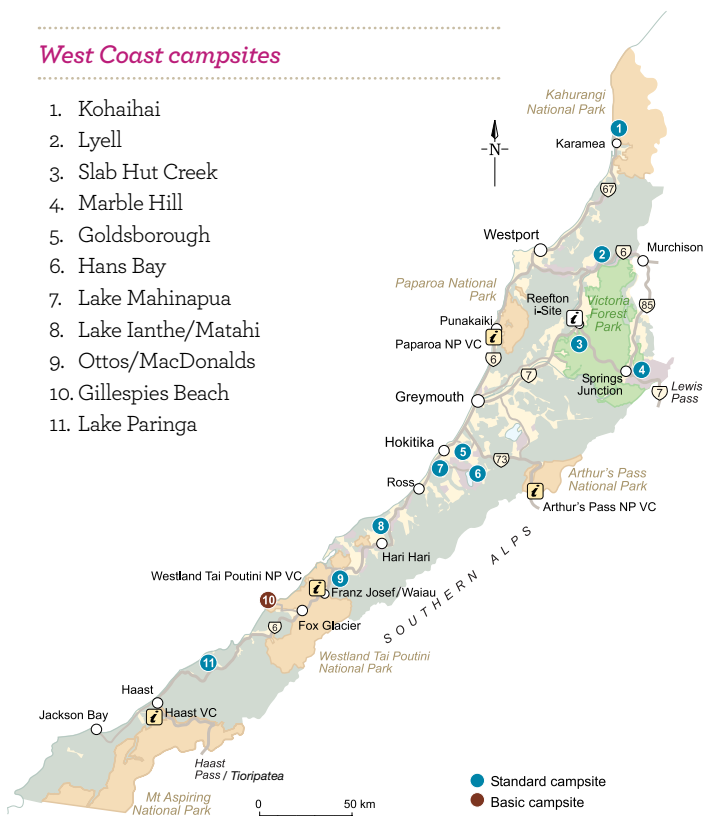 West Coast campsites
1. Kohaihai
2. Lyell
3. Slab Hut Creek
4. Marble Hill
5. Goldsborough
6. Hans Bay
7. Lake Mahinapua
8. Lake Ianthe/Matahi
9. Ottos/MacDonalds
10. Gillespies Beach
11. Lake Paringa
Kahurangi
National Park
1
Karamea
-N-
67
Westport
2
6
Murchison
Paparoa National
Park
Reefton
i-Site
i
Victoria
Forest
Park
85
Punakaiki
i
Paparoa NP VC
3
6
7
Springs
Junction
4
7
Lewis
Pass
Greymouth
Hokitika
5
7
6
73
Ross
Arthur's Pass
National Park
i
Arthur's Pass NP VC
8
Hari Hari
SOUTHERN ALPS
Westland Tai Poutini NP VC
i
9
Franz Josef/Waiau
10
Fox Glacier
6
Westland Tai Poutini
National Park
11
Haast
i
Haast VC
Jackson Bay
Haast
Pass / Tioripatea
Mt Aspiring
National Park
0
50 km
Standard campsite
Basic campsite